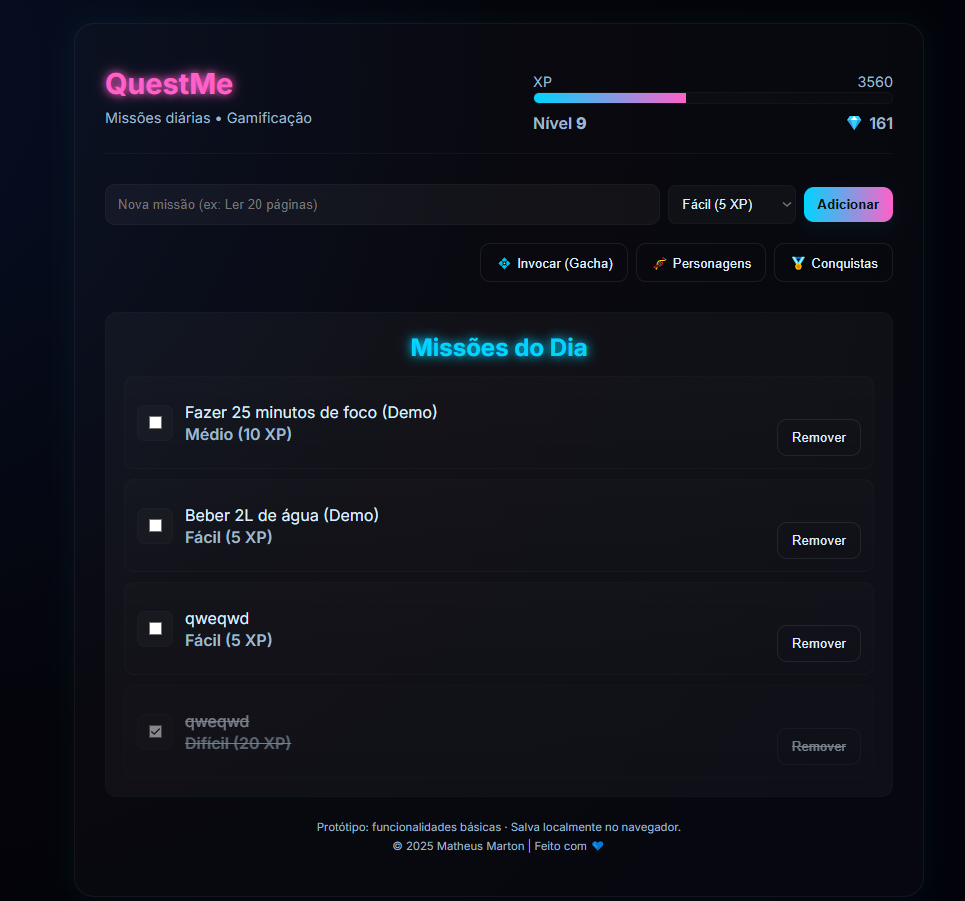 QuestMe
Missões diárias • Gamificação
XP 3560
Nível 9 161
Nova missão (ex: Ler 20 páginas) Fácil (5 XP) Adicionar
Invocar (Gacha) Personagens Conquistas
Missões do Dia
Fazer 25 minutos de foco (Demo)
Médio (10 XP)
Remover
Beber 2L de água (Demo)
Fácil (5 XP)
Remover
qweqwd
Fácil (5 XP)
Remover
qweqwd
Difícil (20 XP)
Remover
Protótipo: funcionalidades básicas · Salva localmente no navegador.
© 2025 Matheus Marton | Feito com 💙